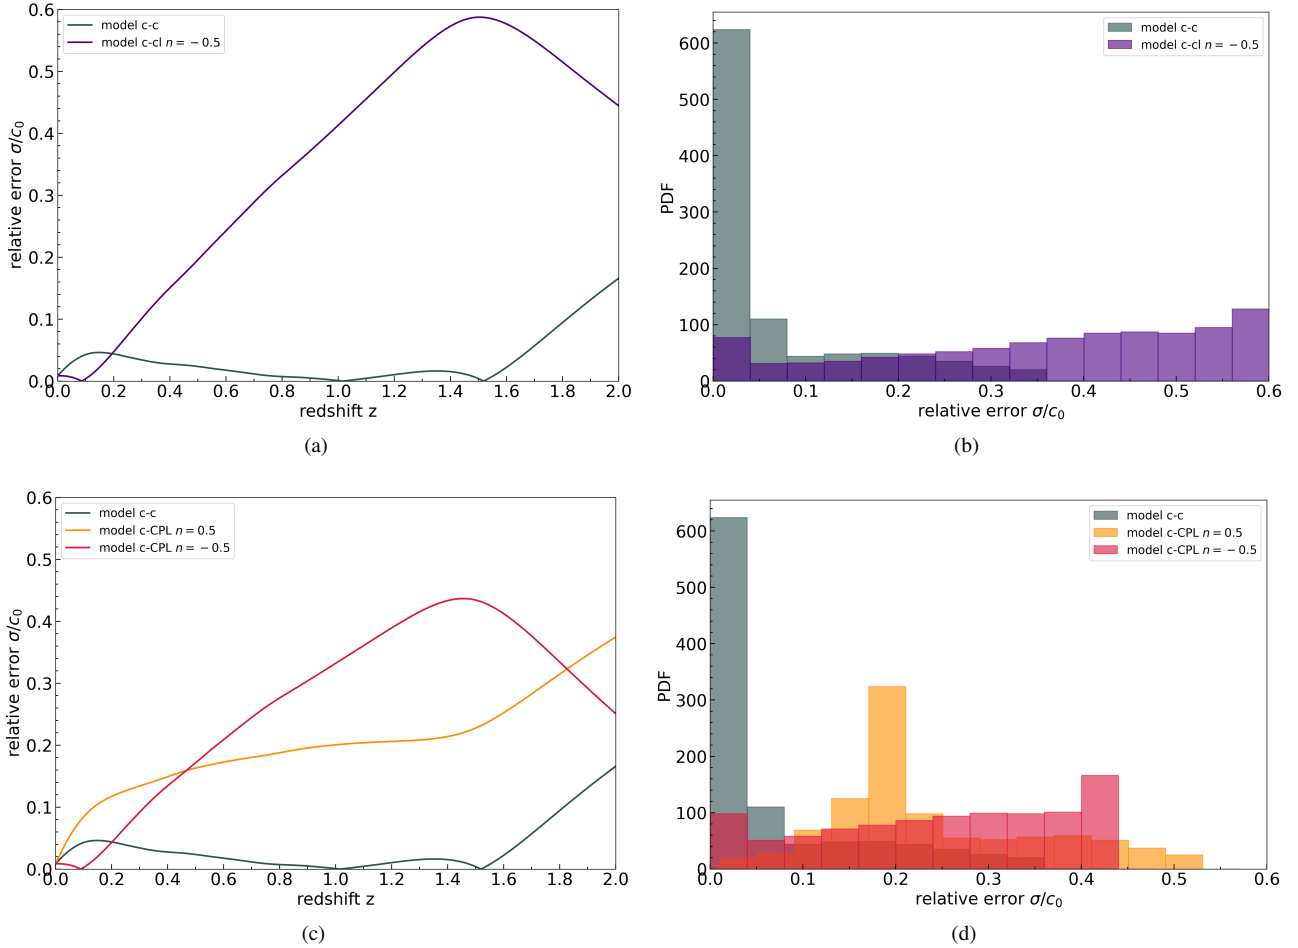 model c-c
model c-cl n = −0.5
0.6
0.5
0.4
0.3
0.2
0.1
0.0
relative error σ/c₀
0.0 0.2 0.4 0.6 0.8 1.0 1.2 1.4 1.6 1.8 2.0
redshift z
(a)
model c-c
model c-cl n = −0.5
600
500
400
300
200
100
0
PDF
0.0 0.1 0.2 0.3 0.4 0.5 0.6
relative error σ/c₀
(b)
model c-c
model c-CPL n = 0.5
model c-CPL n = −0.5
0.6
0.5
0.4
0.3
0.2
0.1
0.0
relative error σ/c₀
0.0 0.2 0.4 0.6 0.8 1.0 1.2 1.4 1.6 1.8 2.0
redshift z
(c)
model c-c
model c-CPL n = 0.5
model c-CPL n = −0.5
600
500
400
300
200
100
0
PDF
0.0 0.1 0.2 0.3 0.4 0.5 0.6
relative error σ/c₀
(d)